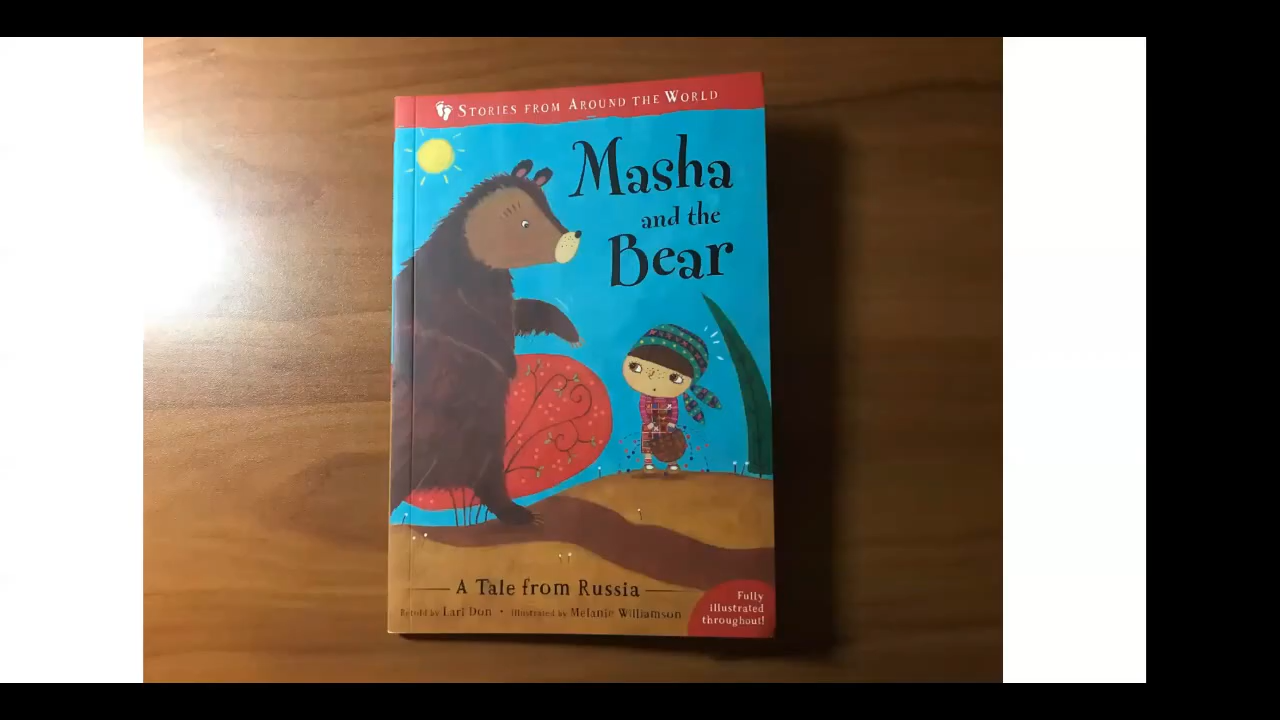 Stories from Around the World
Masha
and the
Bear
A Tale from Russia
Retold by Lari Don • illustrated by Melanie Williamson
Fully
illustrated
throughout!